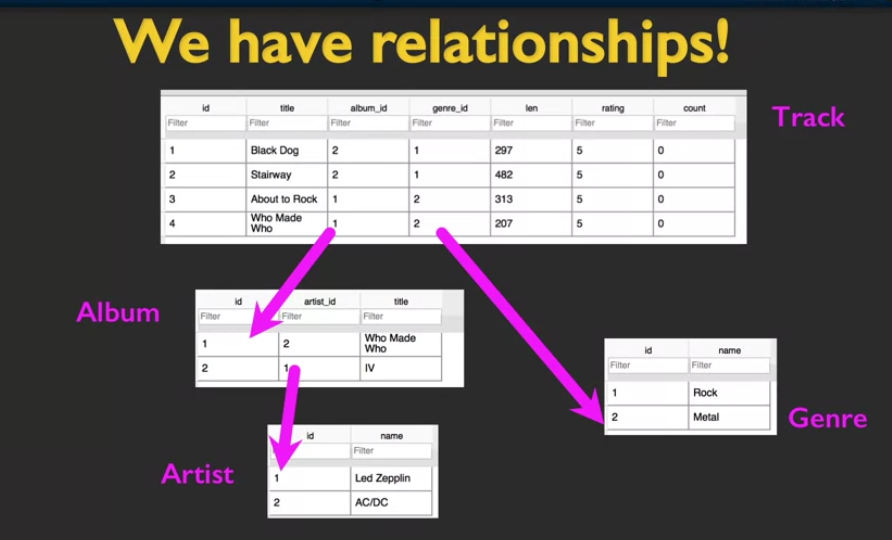 We have relationships!
id title album_id genre_id len rating count
Filter Filter Filter Filter Filter Filter Filter
1 Black Dog 2 1 297 5 0
2 Stairway 2 1 482 5 0
3 About to Rock 1 2 313 5 0
4 Who Made Who 1 2 207 5 0
Track
Album
id artist_id title
Filter Filter Filter
1 2 Who Made Who
2 1 IV
id name
Filter Filter
1 Rock
2 Metal
Genre
Artist
id name
Filter
1 Led Zepplin
2 AC/DC